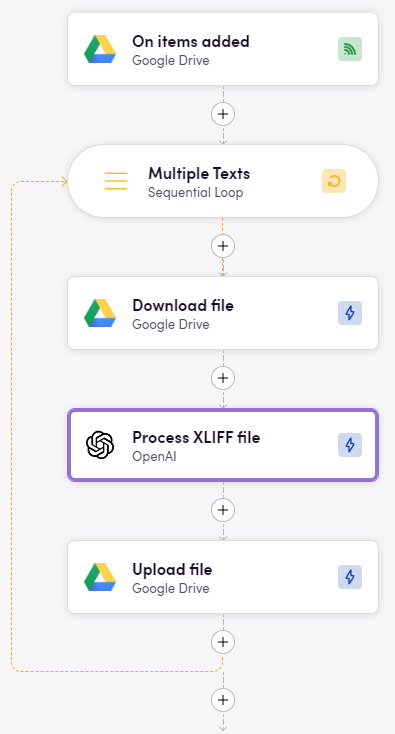 On items added
Google Drive
Multiple Texts
Sequential Loop
Download file
Google Drive
Process XLIFF file
OpenAI
Upload file
Google Drive